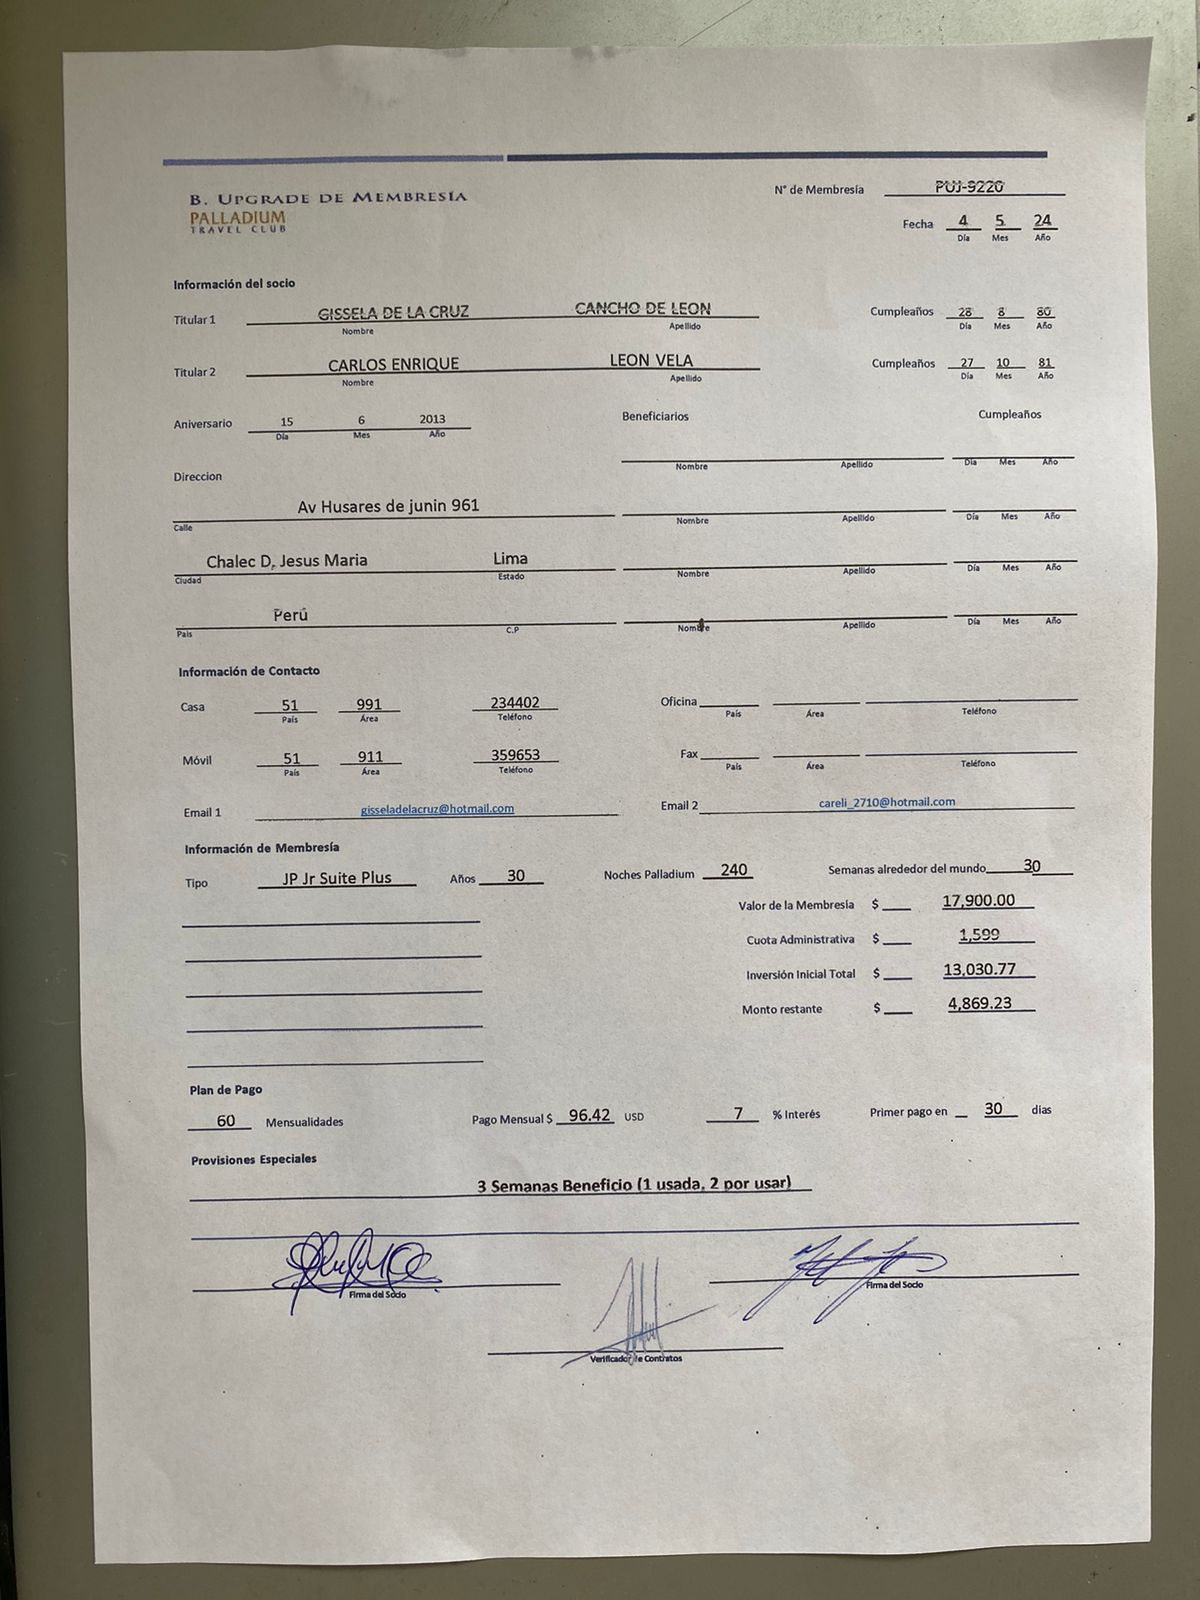 B. UPGRADE DE MEMBRESÍA
PALLADIUM
TRAVEL CLUB
N° de Membresía PUJ-9220
Fecha 4 5 24
Día Mes Año
Información del socio
Titular 1 GISSELA DE LA CRUZ CANCHO DE LEON Cumpleaños 28 8 80
Nombre Apellido Día Mes Año
Titular 2 CARLOS ENRIQUE LEON VELA Cumpleaños 27 10 81
Nombre Apellido Día Mes Año
Aniversario 15 6 2013 Beneficiarios Cumpleaños
Día Mes Año
Nombre Apellido Día Mes Año
Direccion
Av Husares de junin 961
Calle Nombre Apellido Día Mes Año
Chalec D, Jesus Maria Lima
Ciudad Estado Nombre Apellido Día Mes Año
Perú
País C.P Nombre Apellido Día Mes Año
Información de Contacto
Casa 51 991 234402 Oficina
País Área Teléfono País Área Teléfono
Móvil 51 911 359653 Fax
País Área Teléfono País Área Teléfono
Email 1 gisseladelacruz@hotmail.com Email 2 careli_2710@hotmail.com
Información de Membresía
Tipo JP Jr Suite Plus Años 30 Noches Palladium 240 Semanas alrededor del mundo 30
Valor de la Membresía $ 17,900.00
Cuota Administrativa $ 1,599
Inversión Inicial Total $ 13,030.77
Monto restante $ 4,869.23
Plan de Pago
60 Mensualidades Pago Mensual $ 96.42 USD 7 % Interés Primer pago en 30 dias
Provisiones Especiales
3 Semanas Beneficio (1 usada, 2 por usar)
Firma del Socio Firma del Socio
Verificador de Contratos